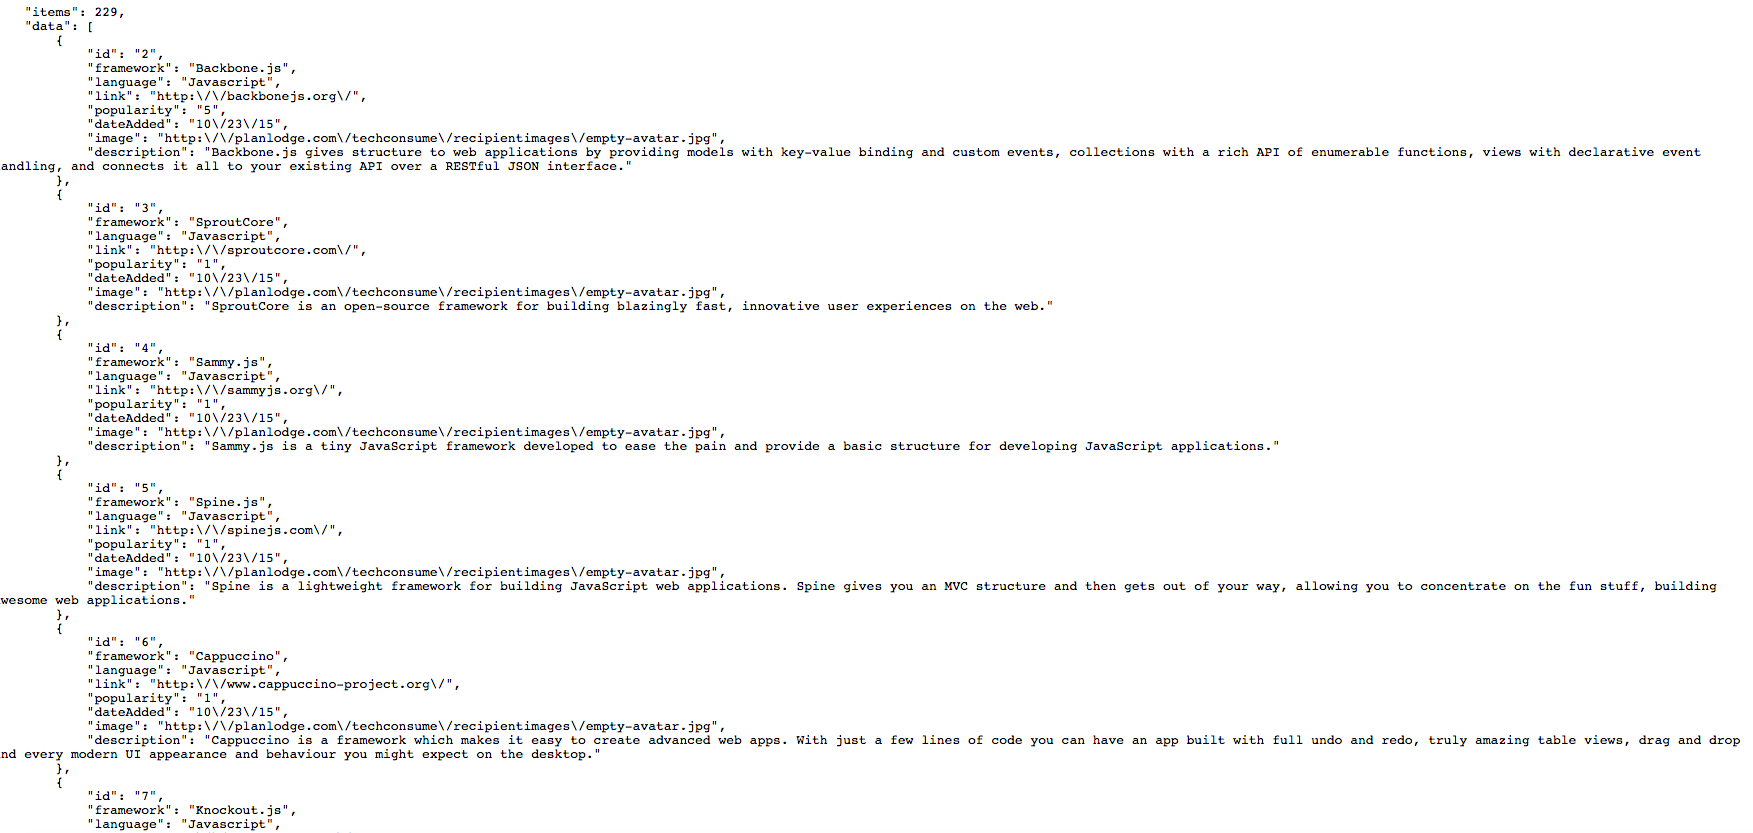 "items": 229,
"data": [
{
"id": "2",
"framework": "Backbone.js",
"language": "Javascript",
"link": "http:\/\/backbonejs.org\/",
"popularity": "5",
"dateAdded": "10\/23\/15",
"image": "http:\/\/planlodge.com\/techconsume\/recipientimages\/empty-avatar.jpg",
"description": "Backbone.js gives structure to web applications by providing models with key-value binding and custom events, collections with a rich API of enumerable functions, views with declarative event
andling, and connects it all to your existing API over a RESTful JSON interface."
},
{
"id": "3",
"framework": "SproutCore",
"language": "Javascript",
"link": "http:\/\/sproutcore.com\/",
"popularity": "1",
"dateAdded": "10\/23\/15",
"image": "http:\/\/planlodge.com\/techconsume\/recipientimages\/empty-avatar.jpg",
"description": "SproutCore is an open-source framework for building blazingly fast, innovative user experiences on the web."
},
{
"id": "4",
"framework": "Sammy.js",
"language": "Javascript",
"link": "http:\/\/sammyjs.org\/",
"popularity": "1",
"dateAdded": "10\/23\/15",
"image": "http:\/\/planlodge.com\/techconsume\/recipientimages\/empty-avatar.jpg",
"description": "Sammy.js is a tiny JavaScript framework developed to ease the pain and provide a basic structure for developing JavaScript applications."
},
{
"id": "5",
"framework": "Spine.js",
"language": "Javascript",
"link": "http:\/\/spinejs.com\/",
"popularity": "1",
"dateAdded": "10\/23\/15",
"image": "http:\/\/planlodge.com\/techconsume\/recipientimages\/empty-avatar.jpg",
"description": "Spine is a lightweight framework for building JavaScript web applications. Spine gives you an MVC structure and then gets out of your way, allowing you to concentrate on the fun stuff, building
wesome web applications."
},
{
"id": "6",
"framework": "Cappuccino",
"language": "Javascript",
"link": "http:\/\/www.cappuccino-project.org\/",
"popularity": "1",
"dateAdded": "10\/23\/15",
"image": "http:\/\/planlodge.com\/techconsume\/recipientimages\/empty-avatar.jpg",
"description": "Cappuccino is a framework which makes it easy to create advanced web apps. With just a few lines of code you can have an app built with full undo and redo, truly amazing table views, drag and drop
nd every modern UI appearance and behaviour you might expect on the desktop."
},
{
"id": "7",
"framework": "Knockout.js",
"language": "Javascript",